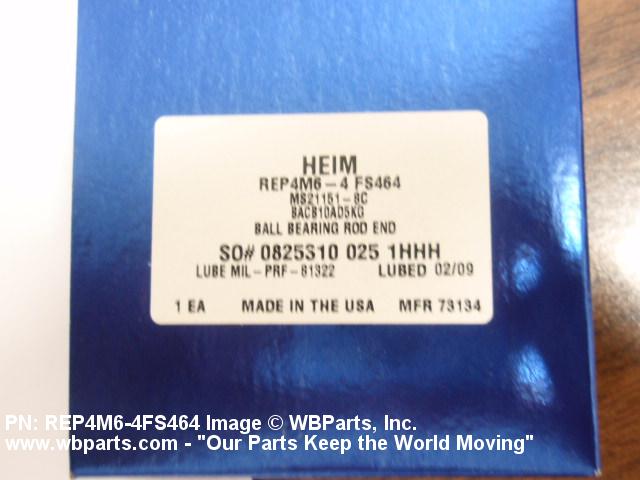 HEIM
REP4M6-4 FS464
MS21151-8C
BACB10AD5KG
BALL BEARING ROD END
SO# 0825310 025 1HHH
LUBE MIL-PRF-81322 LUBED 02/09
1 EA MADE IN THE USA MFR 73134
PN: REP4M6-4FS464 Image © WBParts, Inc.
www.wbparts.com - "Our Parts Keep the World Moving"